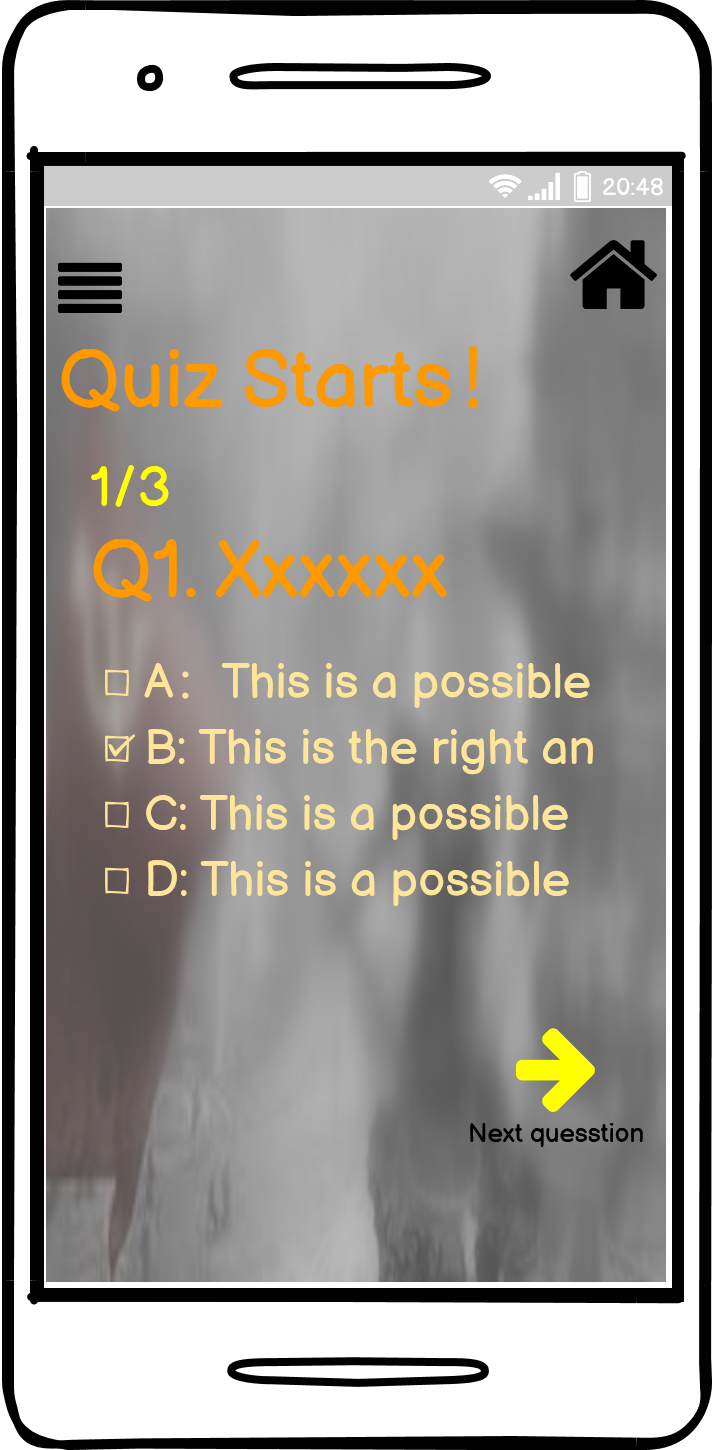 20:48
Quiz Starts!
1/3
Q1. Xxxxxx
A: This is a possible
B: This is the right an
C: This is a possible
D: This is a possible
Next quesstion